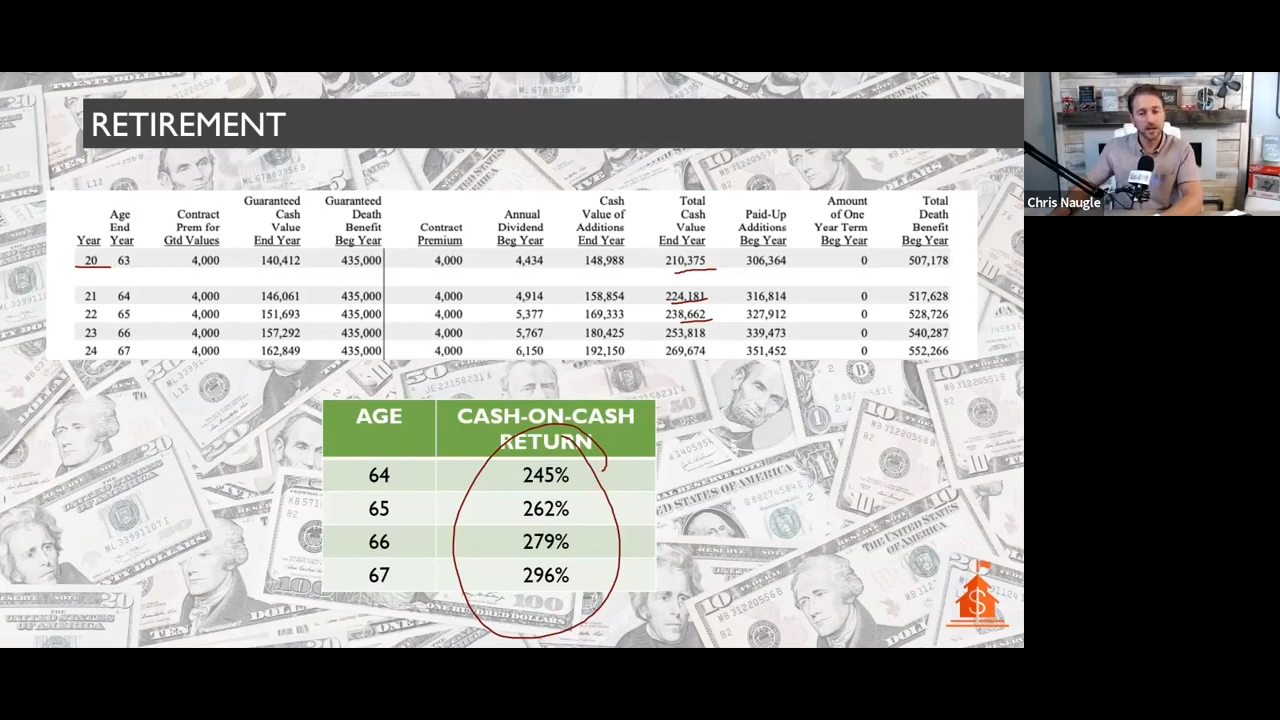 RETIREMENT
Chris Naugle
Year Age End Year Contract Prem for Gtd Values Guaranteed Cash Value End Year Guaranteed Death Benefit Beg Year Contract Premium Annual Dividend Beg Year Cash Value of Additions End Year Total Cash Value End Year Paid-Up Additions Beg Year Amount of One Year Term Beg Year Total Death Benefit Beg Year
20 63 4,000 140,412 435,000 4,000 4,434 148,988 210,375 306,364 0 507,178
21 64 4,000 146,061 435,000 4,000 4,914 158,854 224,181 316,814 0 517,628
22 65 4,000 151,693 435,000 4,000 5,377 169,333 238,662 327,912 0 528,726
23 66 4,000 157,292 435,000 4,000 5,767 180,425 253,818 339,473 0 540,287
24 67 4,000 162,849 435,000 4,000 6,150 192,150 269,674 351,452 0 552,266
AGE CASH-ON-CASH RETURN
64 245%
65 262%
66 279%
67 296%